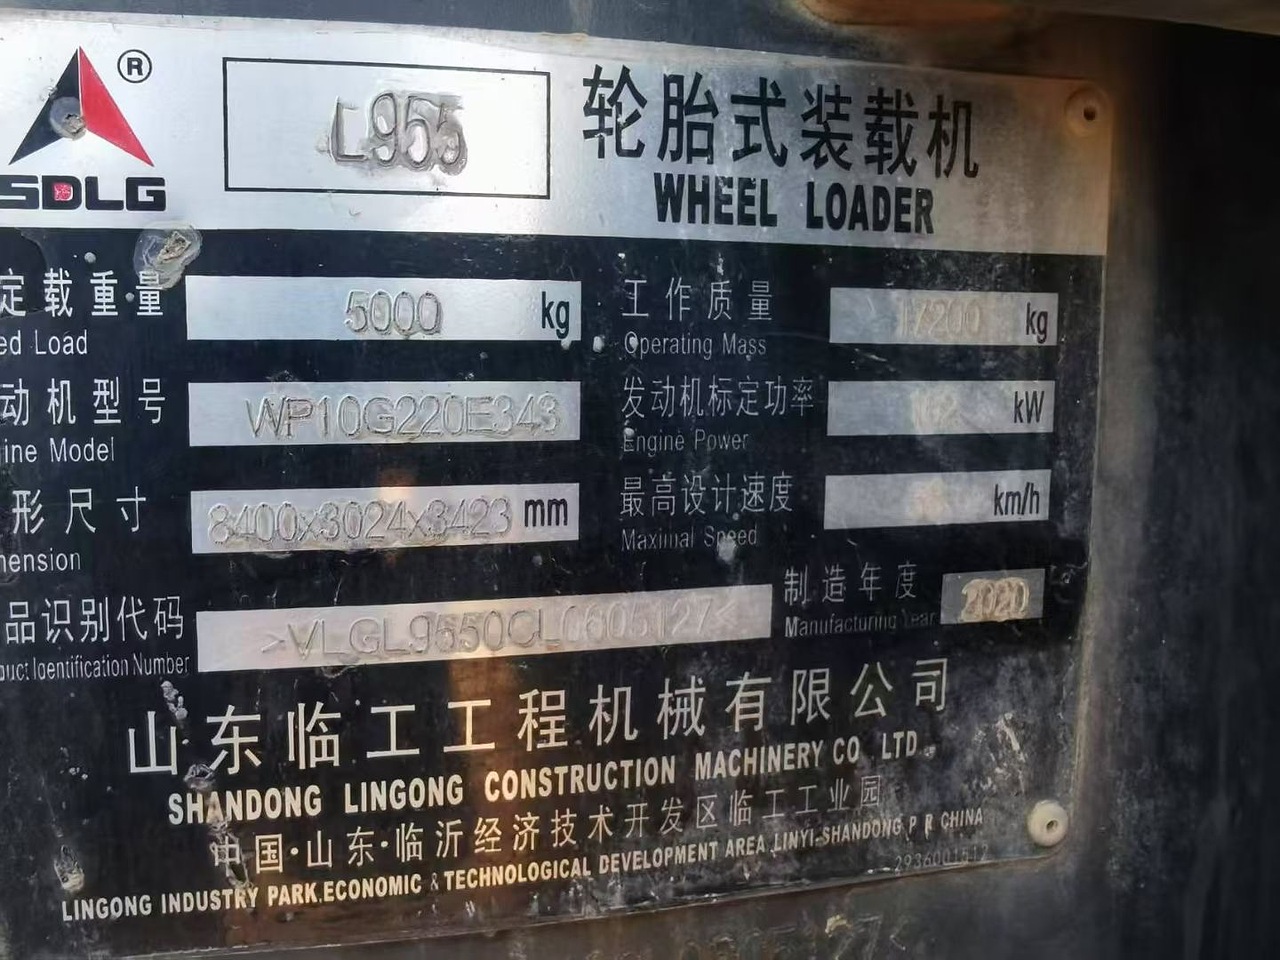 ®
SDLG
L955
轮胎式装载机
WHEEL LOADER
定载重量 5000 kg
ed Load
工作质量 17200 kg
Operating Mass
动机型号 WP10G220E343
ine Model
发动机标定功率 162 kW
Engine Power
形尺寸 8400x3024x3423 mm
mension
最高设计速度 km/h
Maximal Speed
品识别代码 >VLGL9550CL0605127<
duct Identification Number
制造年度 2020
Manufacturing Year
山东临工工程机械有限公司
SHANDONG LINGONG CONSTRUCTION MACHINERY CO .LTD.
中国·山东·临沂经济技术开发区临工工业园
LINGONG INDUSTRY PARK.ECONOMIC & TECHNOLOGICAL DEVELOPMENT AREA LINYI-SHANDONG P R CHINA
2936001512